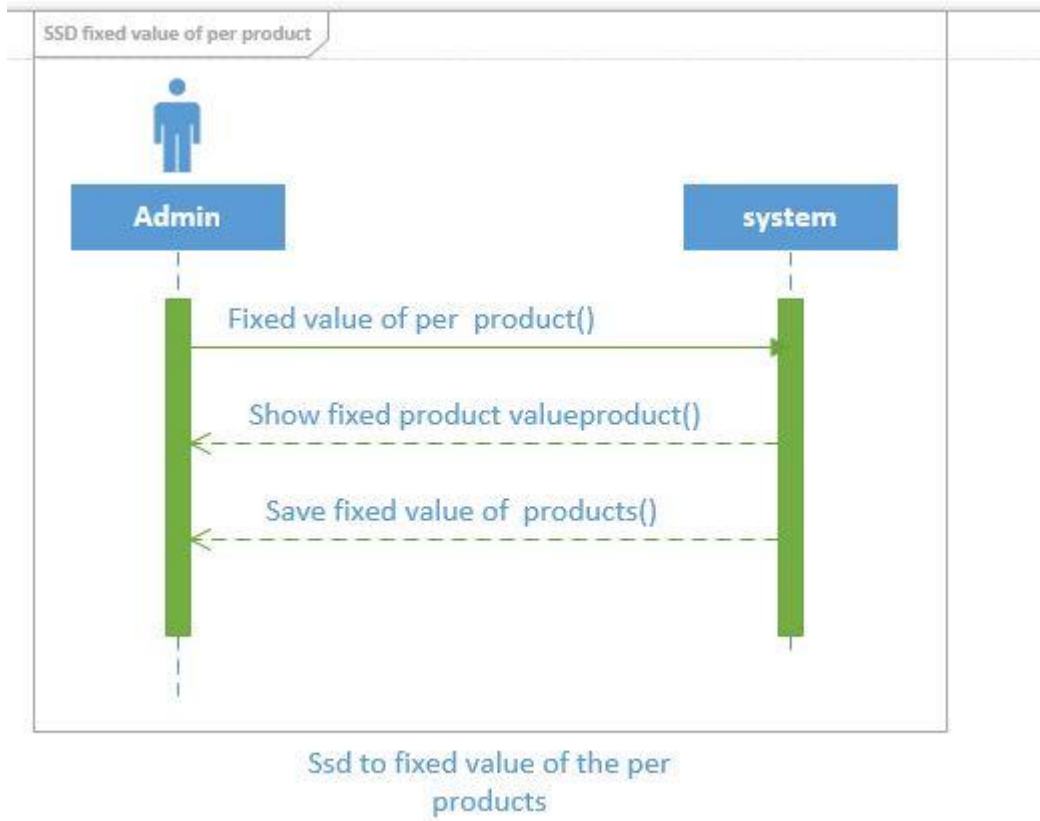 SSD fixed value of per product
Admin
system
Fixed value of per product()
Show fixed product valueproduct()
Save fixed value of products()
Ssd to fixed value of the per
products